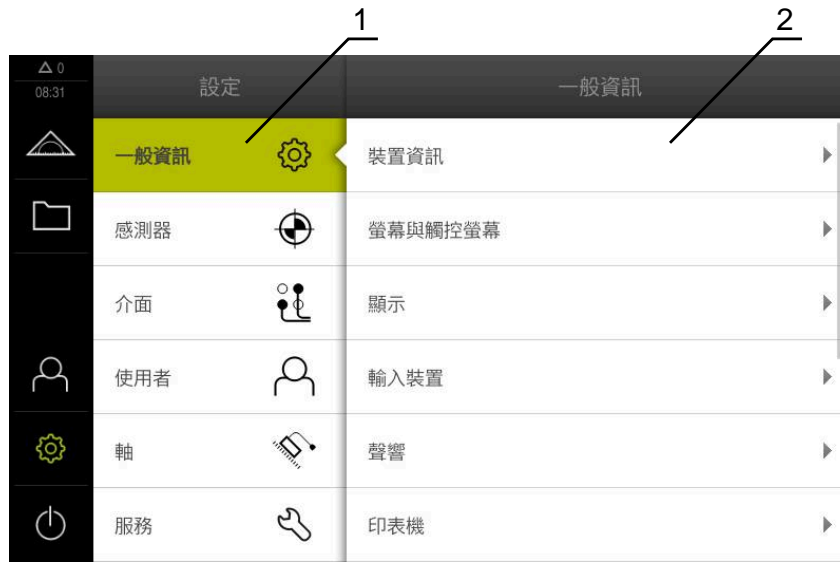 1
2
0
08:31
設定
一般資訊
一般資訊
裝置資訊
感測器
螢幕與觸控螢幕
介面
顯示
使用者
輸入裝置
軸
聲響
服務
印表機